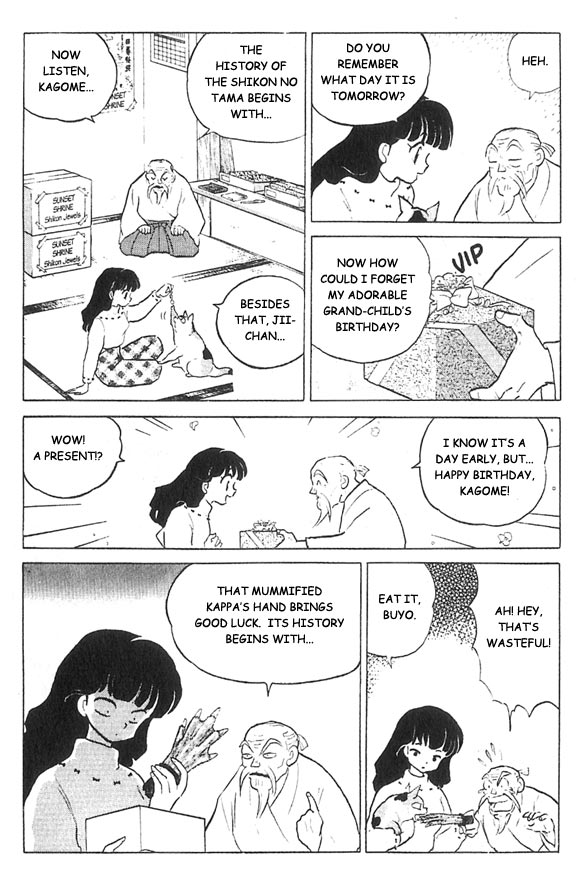 NOW
LISTEN,
KAGOME...
THE
HISTORY OF
THE SHIKON NO
TAMA BEGINS
WITH...
SUNSET
SHRINE
Shikon Jewels
SUNSET
SHRINE
Shikon Jewels
BESIDES
THAT, JII-
CHAN...
DO YOU
REMEMBER
WHAT DAY IT IS
TOMORROW?
HEH.
NOW HOW
COULD I FORGET
MY ADORABLE
GRAND-CHILD'S
BIRTHDAY?
VIP
WOW!
A PRESENT!?
I KNOW IT'S A
DAY EARLY, BUT...
HAPPY BIRTHDAY,
KAGOME!
THAT MUMMIFIED
KAPPA'S HAND BRINGS
GOOD LUCK. ITS HISTORY
BEGINS WITH...
EAT IT,
BUYO.
AH! HEY,
THAT'S
WASTEFUL!